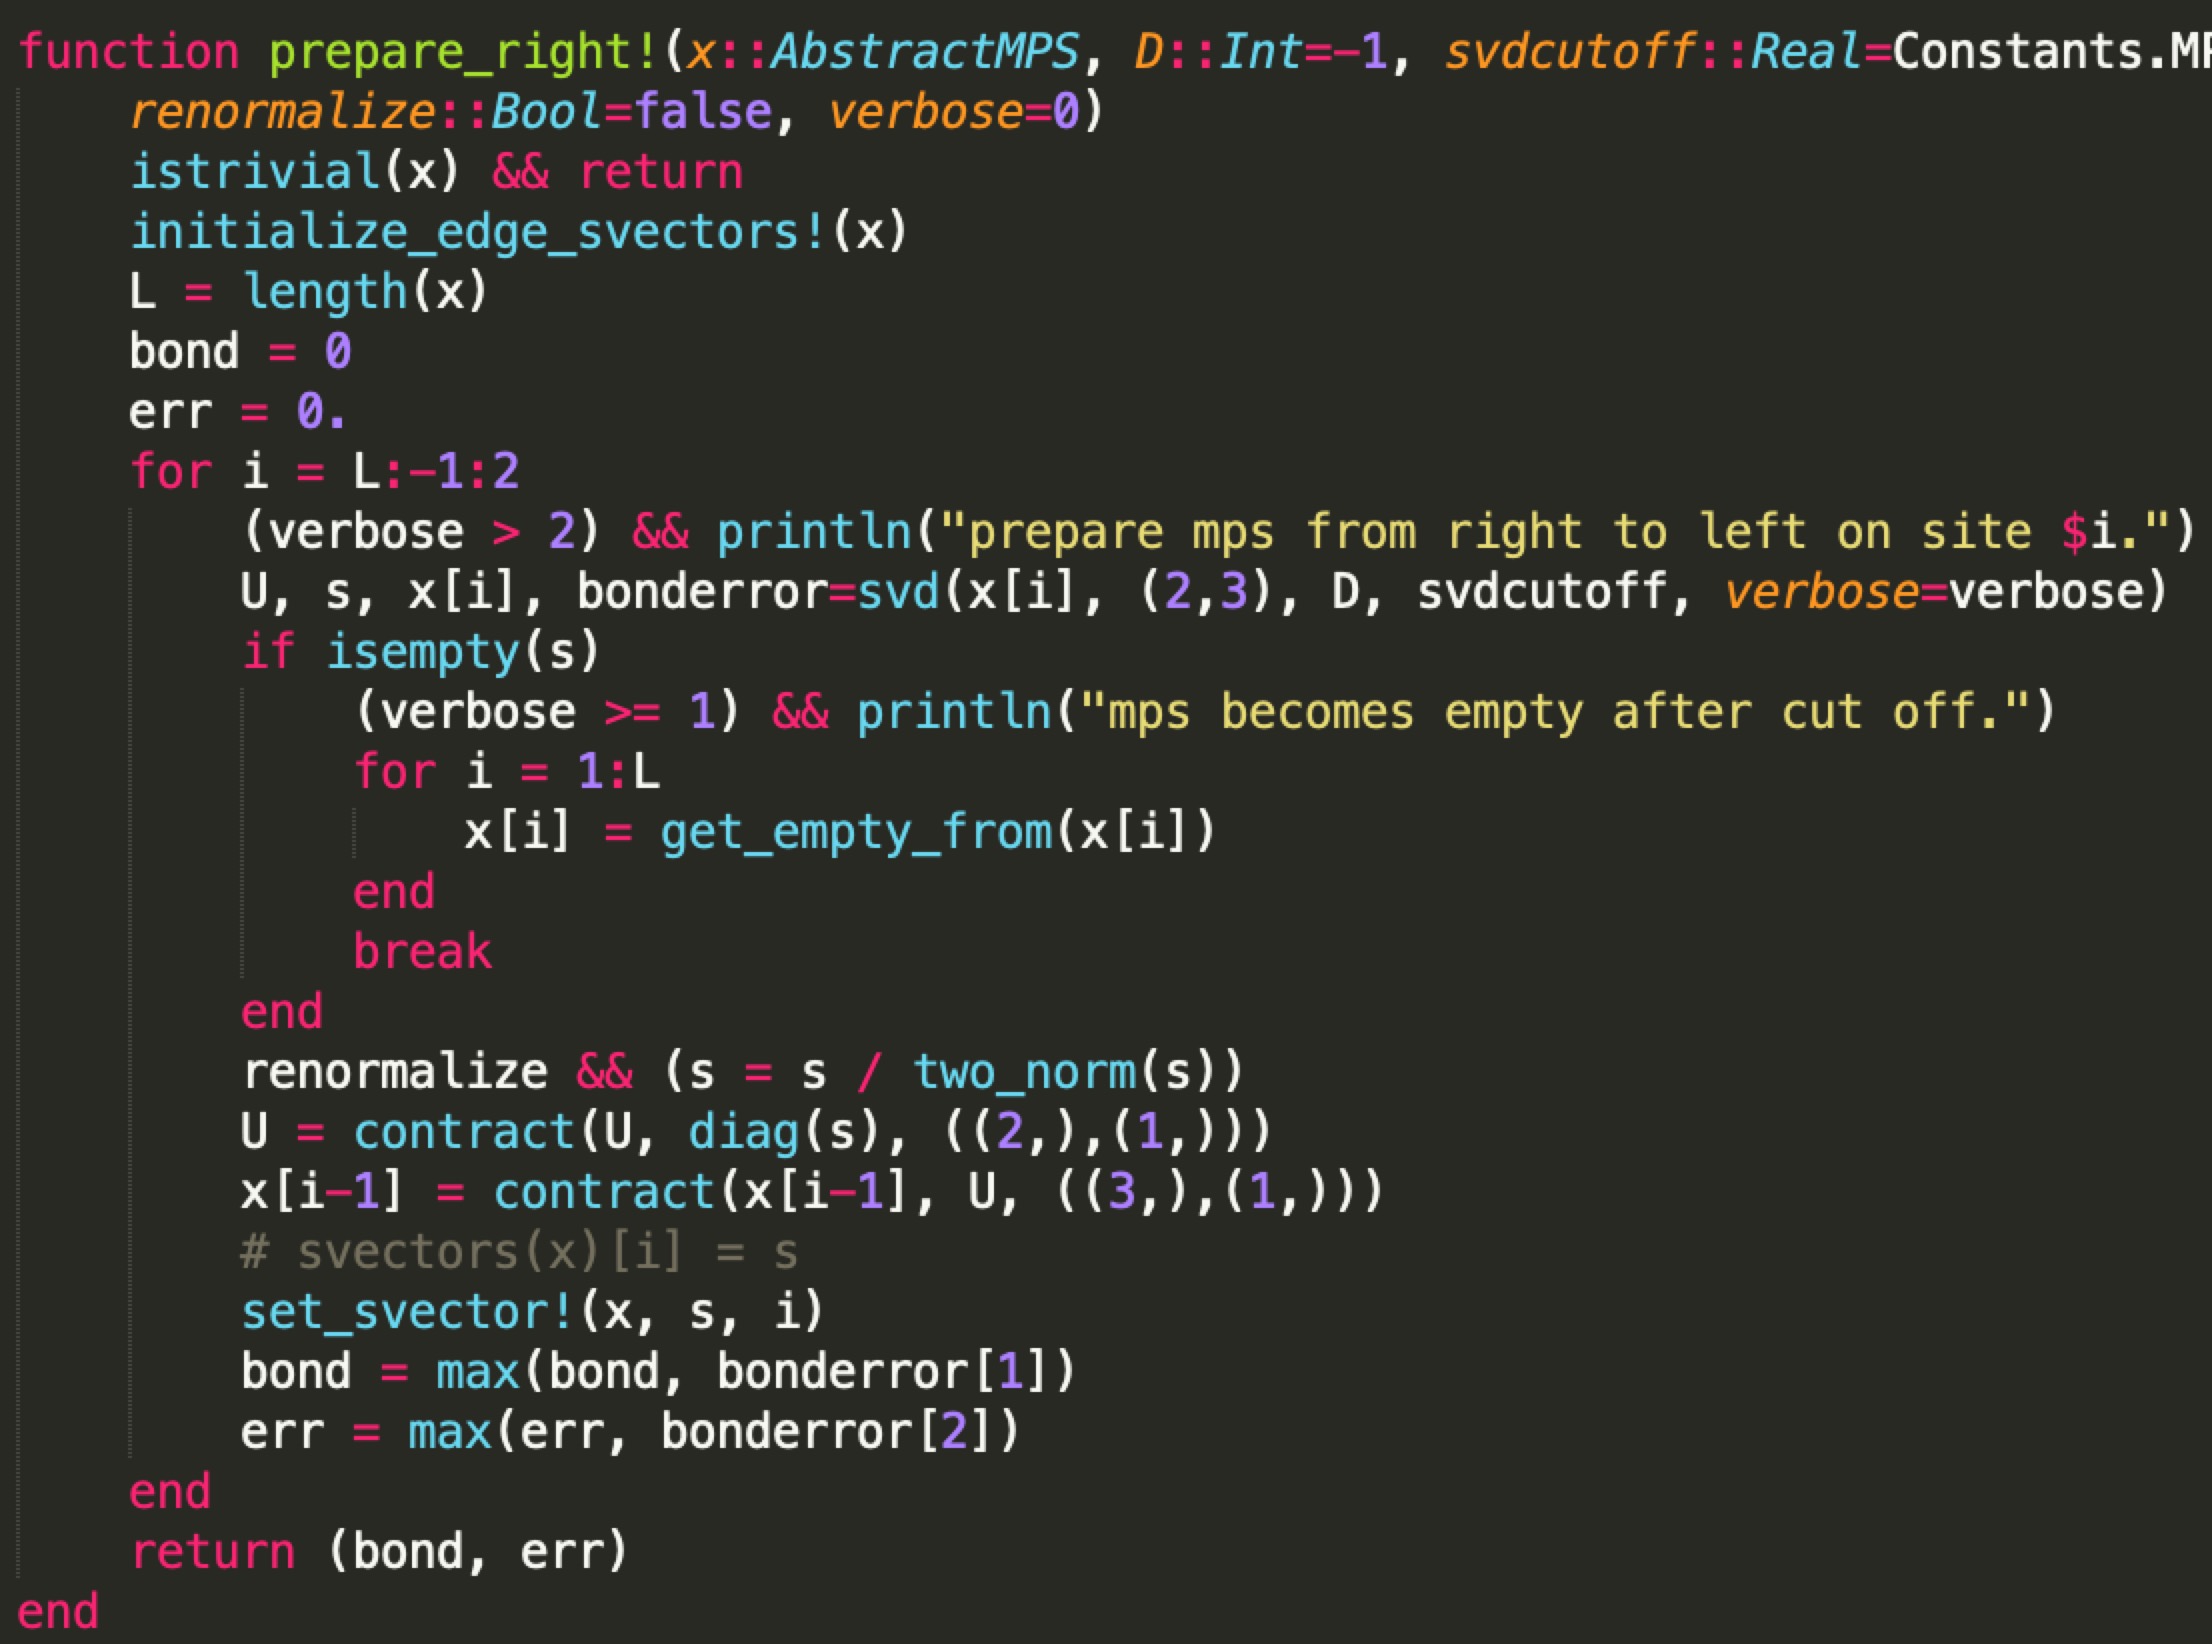 function prepare_right!(x::AbstractMPS, D::Int=-1, svdcutoff::Real=Constants.
    renormalize::Bool=false, verbose=0)
    istrivial(x) && return
    initialize_edge_svectors!(x)
    L = length(x)
    bond = 0
    err = 0.
    for i = L:-1:2
        (verbose > 2) && println("prepare mps from right to left on site $i.")
        U, s, x[i], bonderror=svd(x[i], (2,3), D, svdcutoff, verbose=verbose)
        if isempty(s)
            (verbose >= 1) && println("mps becomes empty after cut off.")
            for i = 1:L
                x[i] = get_empty_from(x[i])
            end
            break
        end
        renormalize && (s = s / two_norm(s))
        U = contract(U, diag(s), ((2,),(1,)))
        x[i-1] = contract(x[i-1], U, ((3,),(1,)))
        # svectors(x)[i] = s
        set_svector!(x, s, i)
        bond = max(bond, bonderror[1])
        err = max(err, bonderror[2])
    end
    return (bond, err)
end